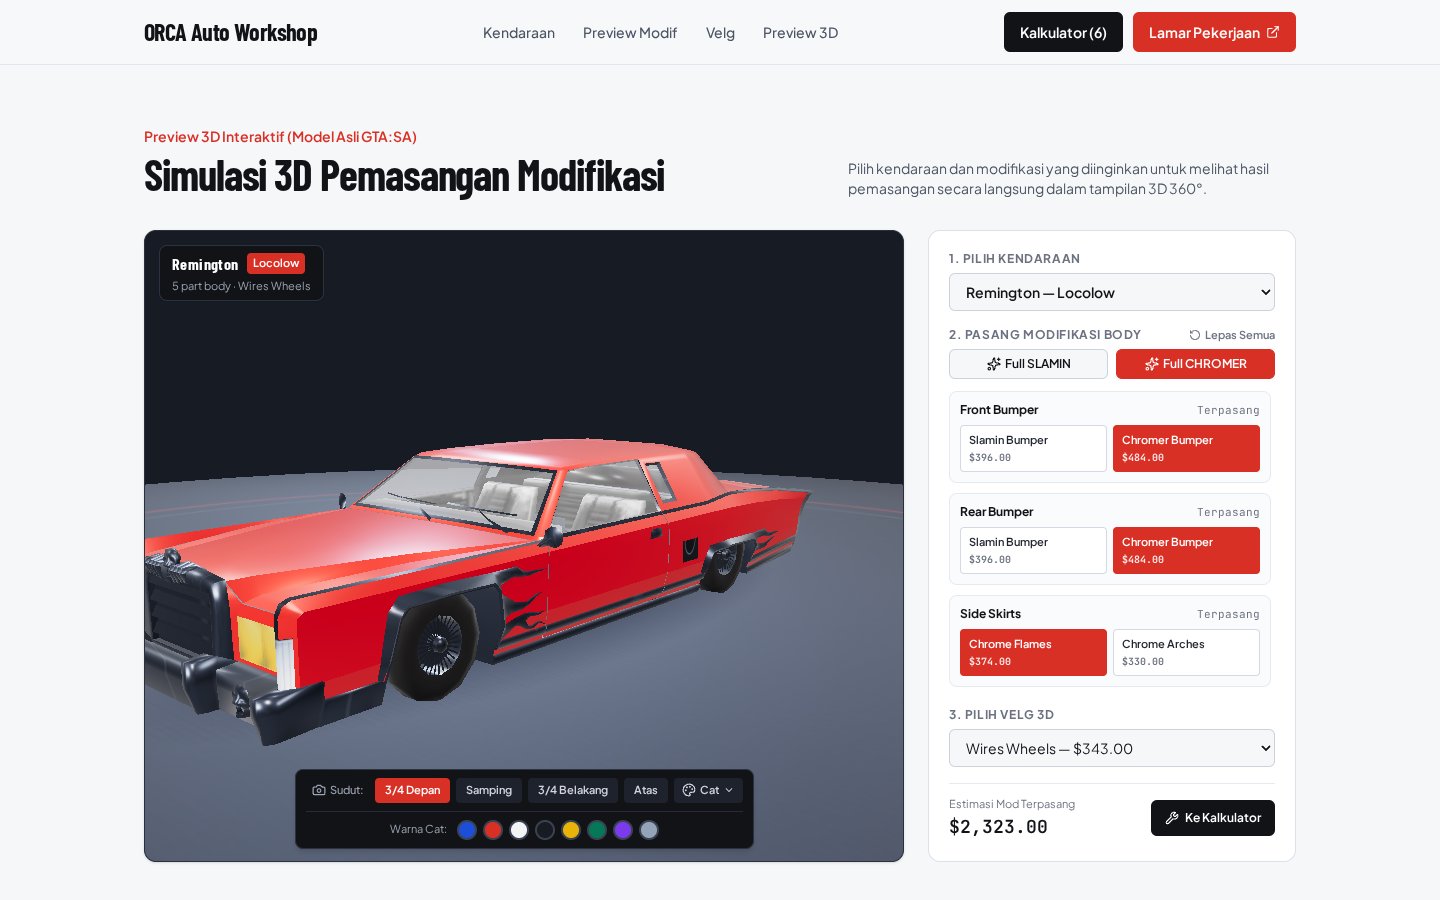 ORCA Auto Workshop
Kendaraan
Preview Modif
Velg
Preview 3D
Kalkulator (6)
Lamar Pekerjaan
Preview 3D Interaktif (Model Asli GTA:SA)
Simulasi 3D Pemasangan Modifikasi
Pilih kendaraan dan modifikasi yang diinginkan untuk melihat hasil
pemasangan secara langsung dalam tampilan 3D 360°.
Remington Locolow
5 part body · Wires Wheels
Sudut:
3/4 Depan
Samping
3/4 Belakang
Atas
Cat
Warna Cat:
1. PILIH KENDARAAN
Remington — Locolow
2. PASANG MODIFIKASI BODY
Lepas Semua
Full SLAMIN
Full CHROMER
Front Bumper
Terpasang
Slamin Bumper
$396.00
Chromer Bumper
$484.00
Rear Bumper
Terpasang
Slamin Bumper
$396.00
Chromer Bumper
$484.00
Side Skirts
Terpasang
Chrome Flames
$374.00
Chrome Arches
$330.00
3. PILIH VELG 3D
Wires Wheels — $343.00
Estimasi Mod Terpasang
$2,323.00
Ke Kalkulator